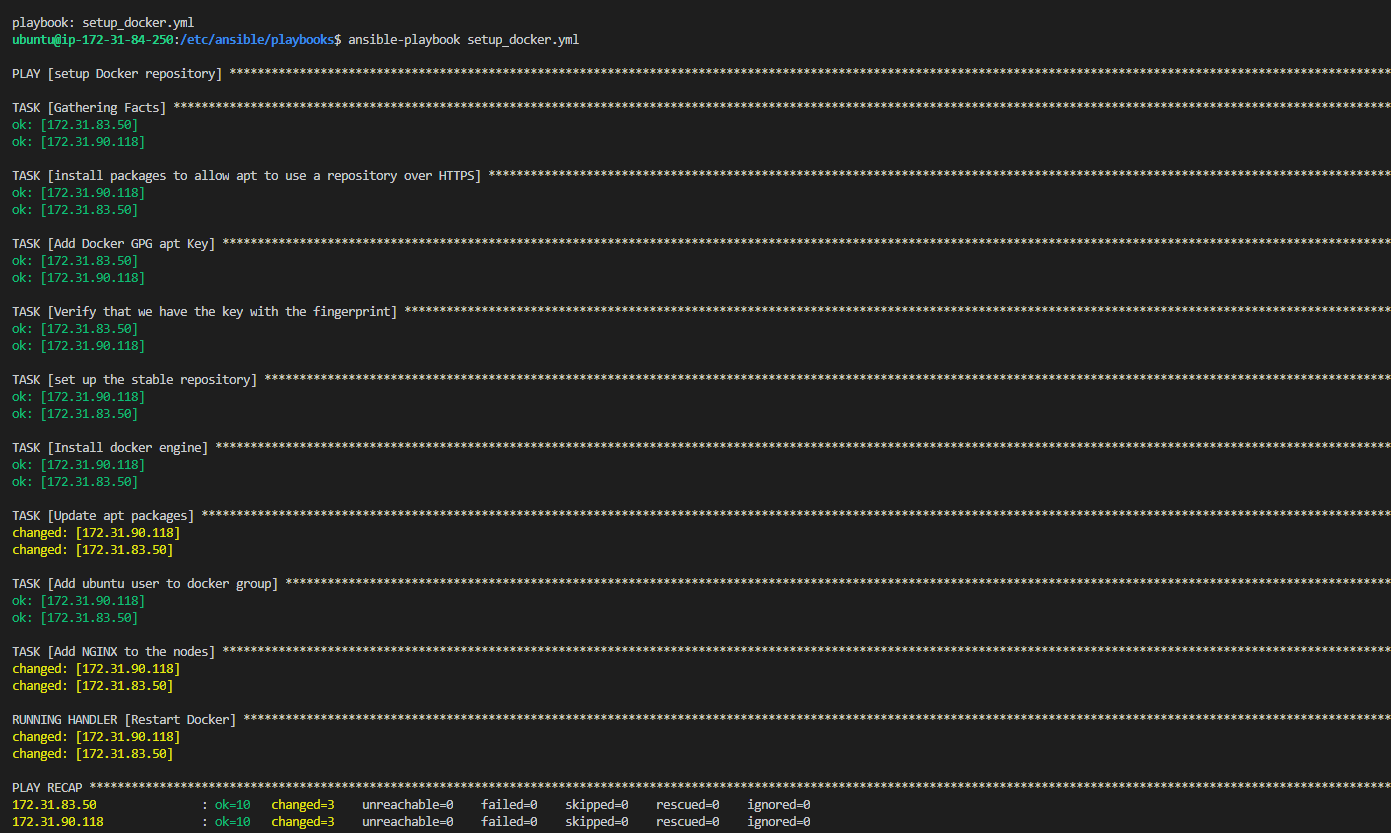 playbook: setup_docker.yml
ubuntu@ip-172-31-84-250:/etc/ansible/playbooks$ ansible-playbook setup_docker.yml
PLAY [setup Docker repository] **********************************************************************************************************************************************************************
TASK [Gathering Facts] ******************************************************************************************************************************************************************************
ok: [172.31.83.50]
ok: [172.31.90.118]
TASK [install packages to allow apt to use a repository over HTTPS] *********************************************************************************************************************************
ok: [172.31.90.118]
ok: [172.31.83.50]
TASK [Add Docker GPG apt Key] ***********************************************************************************************************************************************************************
ok: [172.31.83.50]
ok: [172.31.90.118]
TASK [Verify that we have the key with the fingerprint] *********************************************************************************************************************************************
ok: [172.31.83.50]
ok: [172.31.90.118]
TASK [set up the stable repository] *****************************************************************************************************************************************************************
ok: [172.31.90.118]
ok: [172.31.83.50]
TASK [Install docker engine] ************************************************************************************************************************************************************************
ok: [172.31.90.118]
ok: [172.31.83.50]
TASK [Update apt packages] **************************************************************************************************************************************************************************
changed: [172.31.90.118]
changed: [172.31.83.50]
TASK [Add ubuntu user to docker group] **************************************************************************************************************************************************************
ok: [172.31.90.118]
ok: [172.31.83.50]
TASK [Add NGINX to the nodes] ***********************************************************************************************************************************************************************
changed: [172.31.90.118]
changed: [172.31.83.50]
RUNNING HANDLER [Restart Docker] ********************************************************************************************************************************************************************
changed: [172.31.90.118]
changed: [172.31.83.50]
PLAY RECAP ******************************************************************************************************************************************************************************************
172.31.83.50               : ok=10   changed=3    unreachable=0    failed=0    skipped=0    rescued=0    ignored=0
172.31.90.118              : ok=10   changed=3    unreachable=0    failed=0    skipped=0    rescued=0    ignored=0